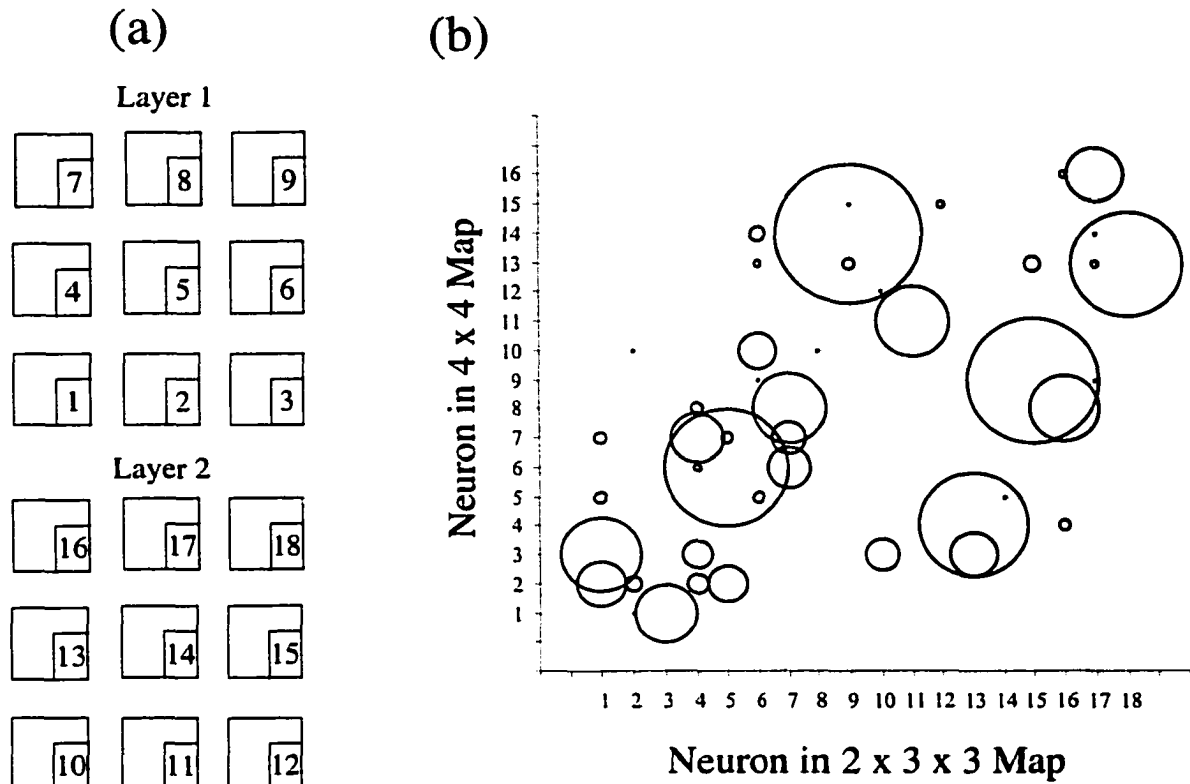 (a)
Layer 1
7 8 9
4 5 6
1 2 3
Layer 2
16 17 18
13 14 15
10 11 12
(b)
Neuron in 4 x 4 Map
16
15
14
13
12
11
10
9
8
7
6
5
4
3
2
1
1 2 3 4 5 6 7 8 9 10 11 12 13 14 15 16 17 18
Neuron in 2 x 3 x 3 Map